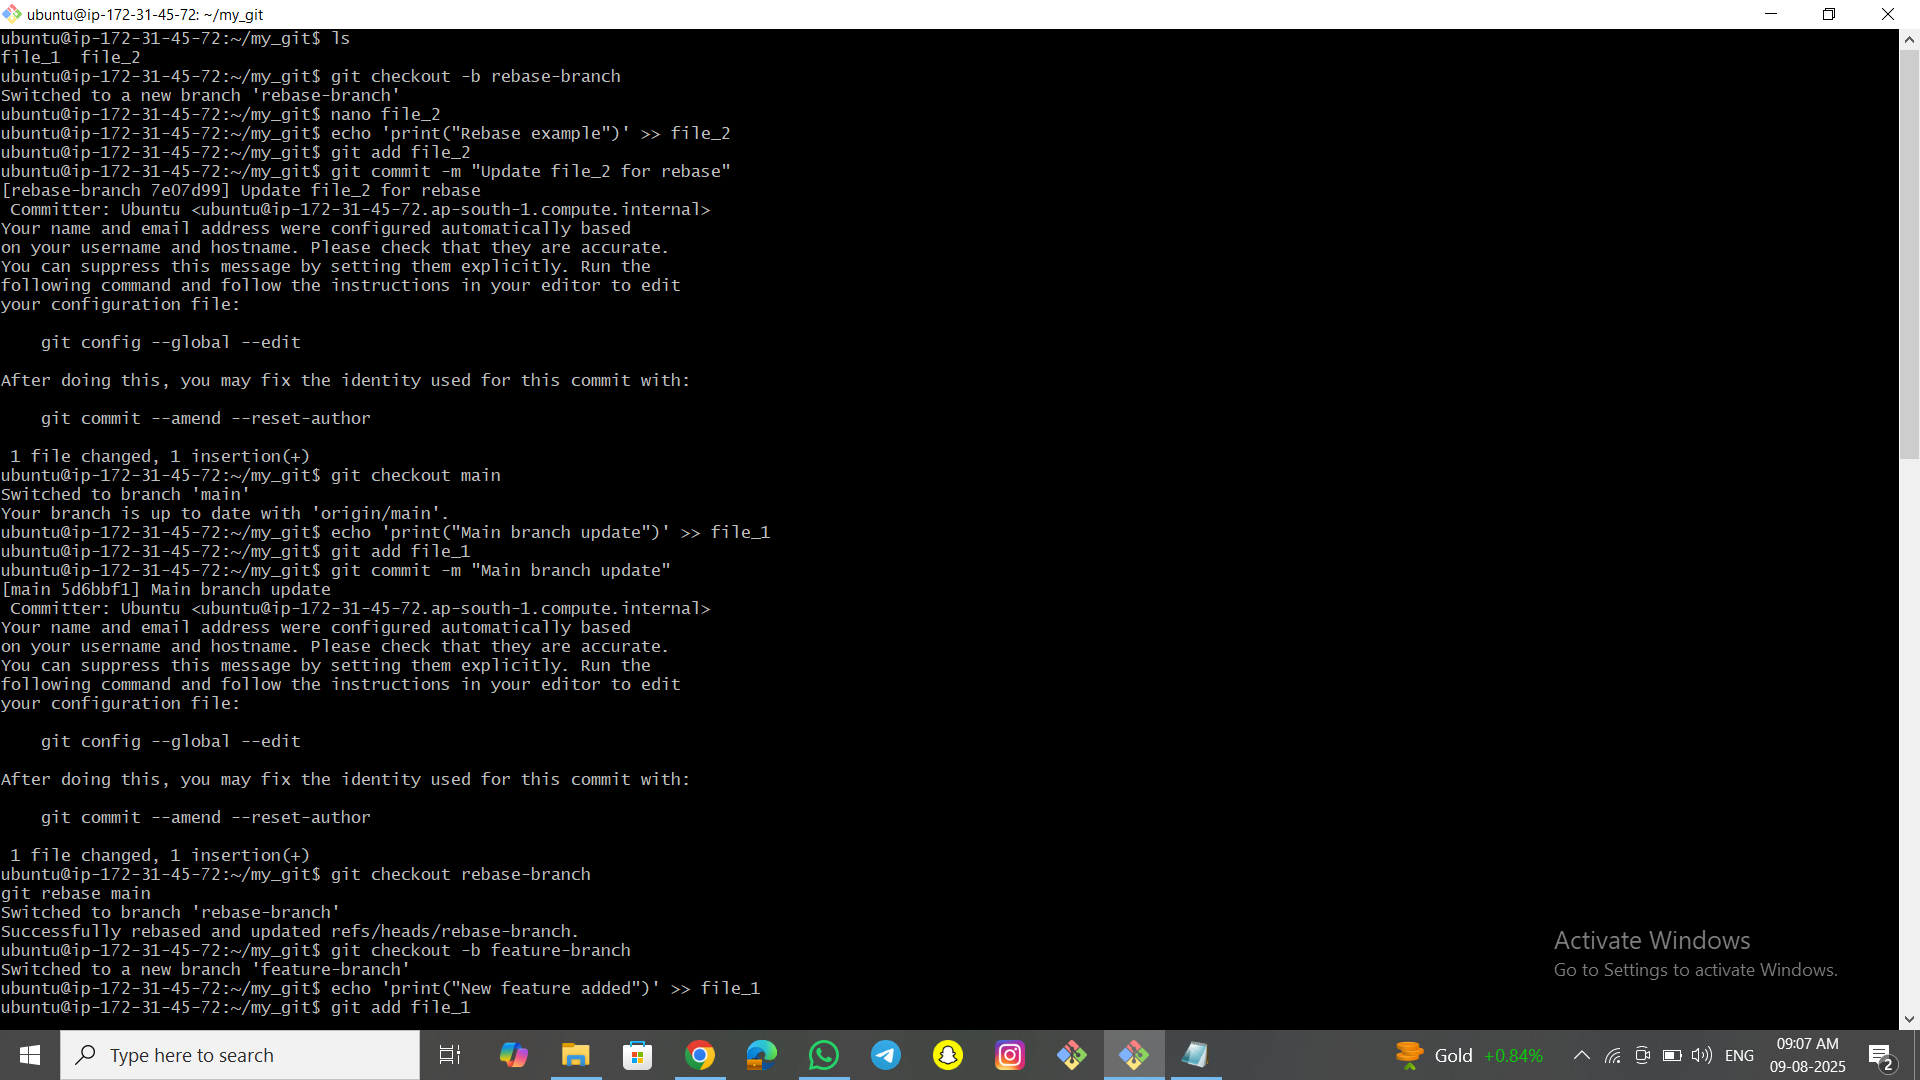 ubuntu@ip-172-31-45-72: ~/my_git
ubuntu@ip-172-31-45-72:~/my_git$ ls
file_1  file_2
ubuntu@ip-172-31-45-72:~/my_git$ git checkout -b rebase-branch
Switched to a new branch 'rebase-branch'
ubuntu@ip-172-31-45-72:~/my_git$ nano file_2
ubuntu@ip-172-31-45-72:~/my_git$ echo 'print("Rebase example")' >> file_2
ubuntu@ip-172-31-45-72:~/my_git$ git add file_2
ubuntu@ip-172-31-45-72:~/my_git$ git commit -m "Update file_2 for rebase"
[rebase-branch 7e07d99] Update file_2 for rebase
 Committer: Ubuntu <ubuntu@ip-172-31-45-72.ap-south-1.compute.internal>
Your name and email address were configured automatically based
on your username and hostname. Please check that they are accurate.
You can suppress this message by setting them explicitly. Run the
following command and follow the instructions in your editor to edit
your configuration file:
    git config --global --edit
After doing this, you may fix the identity used for this commit with:
    git commit --amend --reset-author
 1 file changed, 1 insertion(+)
ubuntu@ip-172-31-45-72:~/my_git$ git checkout main
Switched to branch 'main'
Your branch is up to date with 'origin/main'.
ubuntu@ip-172-31-45-72:~/my_git$ echo 'print("Main branch update")' >> file_1
ubuntu@ip-172-31-45-72:~/my_git$ git add file_1
ubuntu@ip-172-31-45-72:~/my_git$ git commit -m "Main branch update"
[main 5d6bbf1] Main branch update
 Committer: Ubuntu <ubuntu@ip-172-31-45-72.ap-south-1.compute.internal>
Your name and email address were configured automatically based
on your username and hostname. Please check that they are accurate.
You can suppress this message by setting them explicitly. Run the
following command and follow the instructions in your editor to edit
your configuration file:
    git config --global --edit
After doing this, you may fix the identity used for this commit with:
    git commit --amend --reset-author
 1 file changed, 1 insertion(+)
ubuntu@ip-172-31-45-72:~/my_git$ git checkout rebase-branch
git rebase main
Switched to branch 'rebase-branch'
Successfully rebased and updated refs/heads/rebase-branch.
ubuntu@ip-172-31-45-72:~/my_git$ git checkout -b feature-branch
Switched to a new branch 'feature-branch'
ubuntu@ip-172-31-45-72:~/my_git$ echo 'print("New feature added")' >> file_1
ubuntu@ip-172-31-45-72:~/my_git$ git add file_1
Activate Windows
Go to Settings to activate Windows.
Type here to search
Gold +0.84%
ENG
09:07 AM
09-08-2025
2